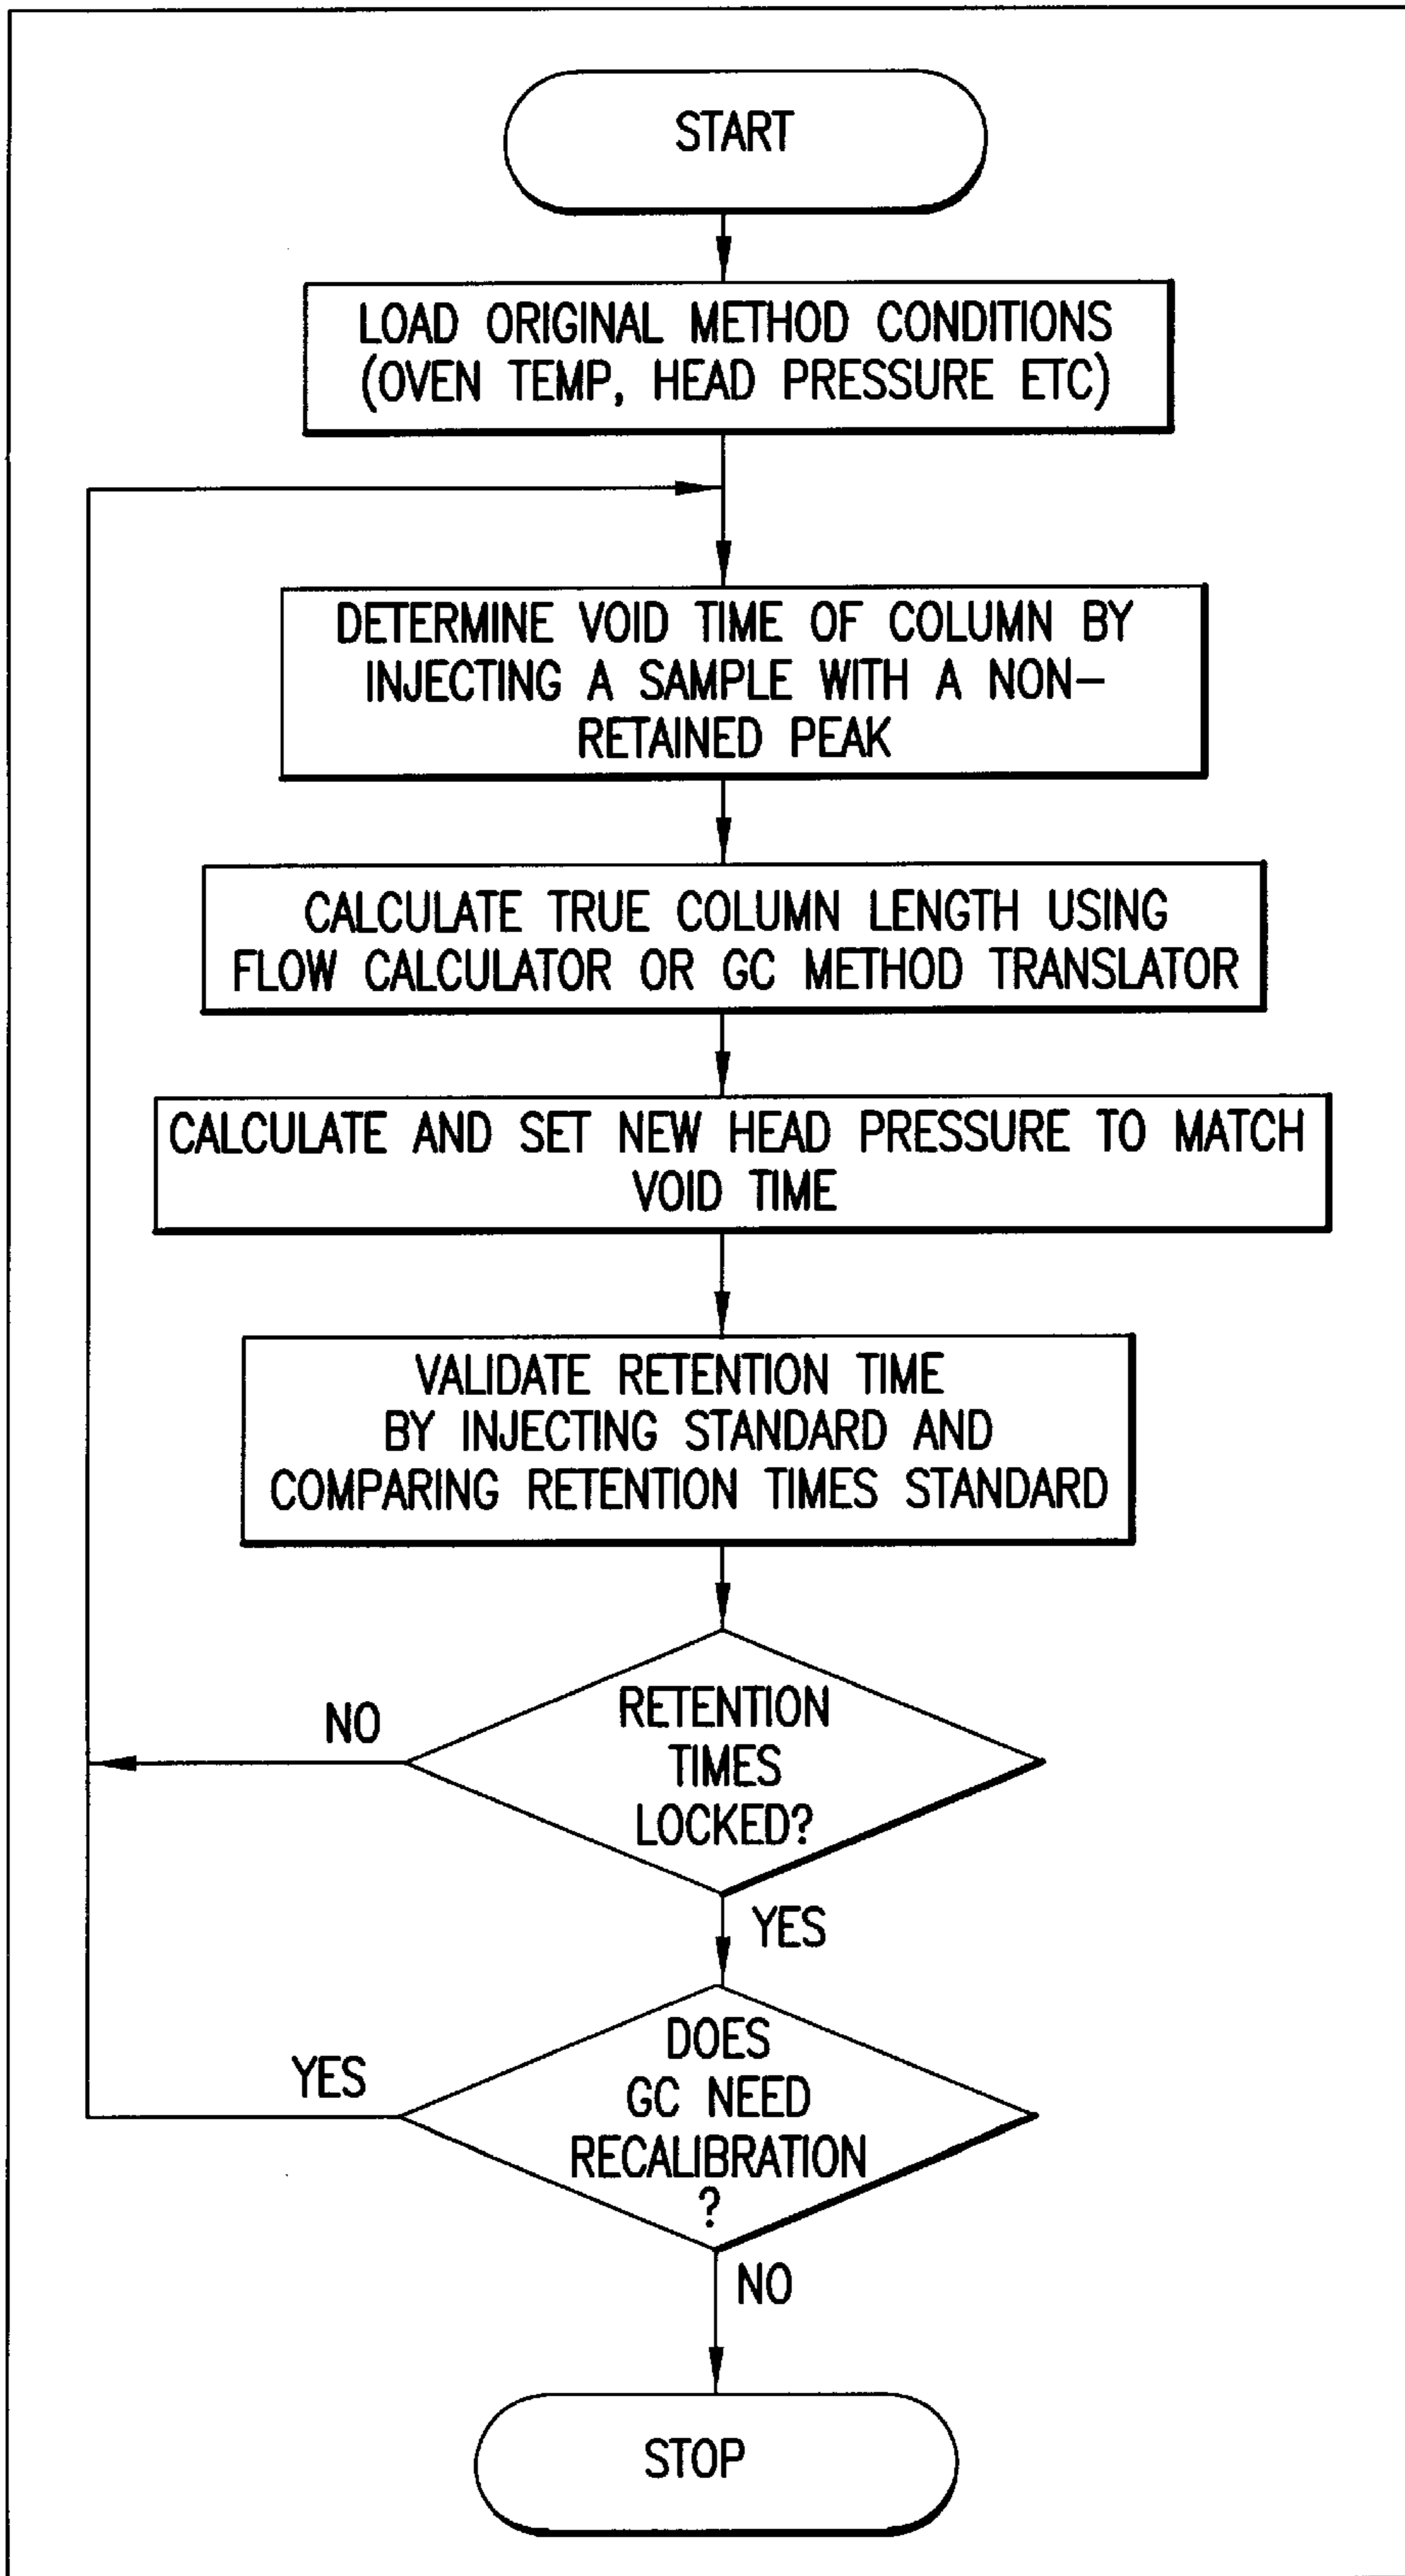 START
LOAD ORIGINAL METHOD CONDITIONS
(OVEN TEMP, HEAD PRESSURE ETC)
DETERMINE VOID TIME OF COLUMN BY
INJECTING A SAMPLE WITH A NON-
RETAINED PEAK
CALCULATE TRUE COLUMN LENGTH USING
FLOW CALCULATOR OR GC METHOD TRANSLATOR
CALCULATE AND SET NEW HEAD PRESSURE TO MATCH
VOID TIME
VALIDATE RETENTION TIME
BY INJECTING STANDARD AND
COMPARING RETENTION TIMES STANDARD
NO
RETENTION
TIMES
LOCKED?
YES
YES
DOES
GC NEED
RECALIBRATION
?
NO
STOP